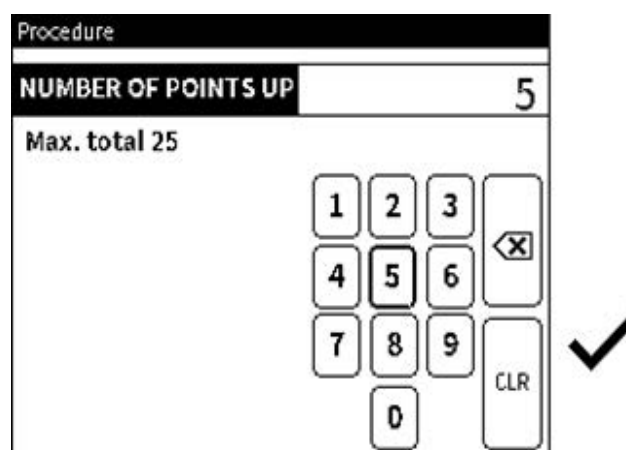 Procedure
NUMBER OF POINTS UP 5
Max. total 25
1 2 3
4 5 6
7 8 9
CLR
0